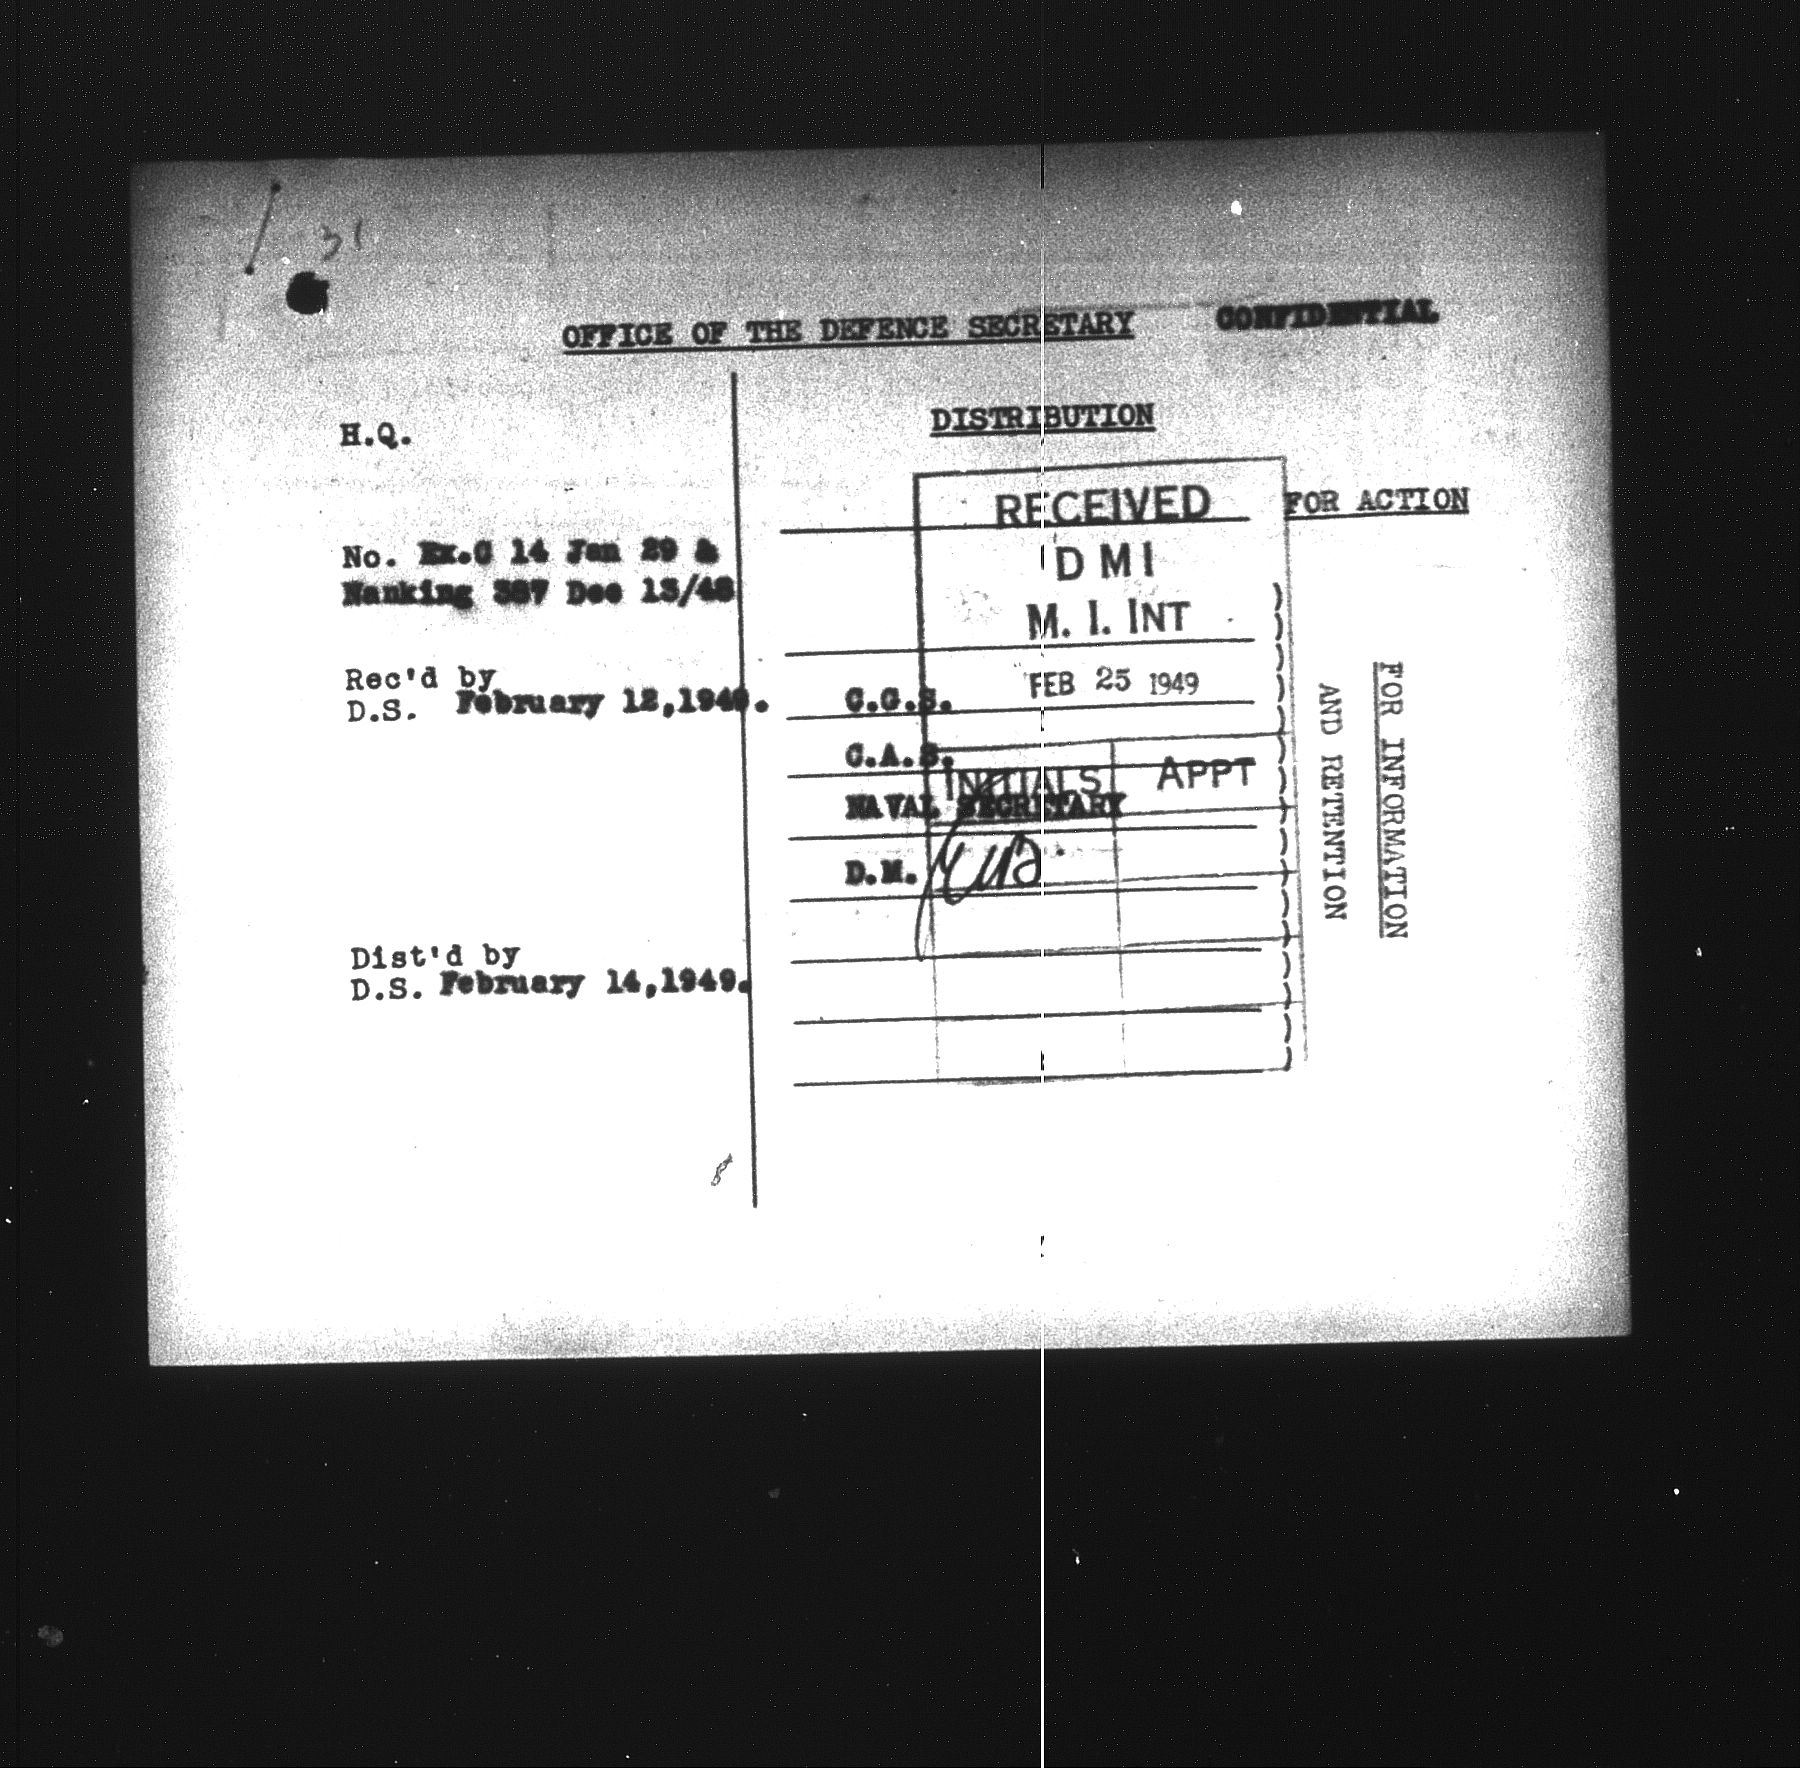 31
OFFICE OF THE DEFENCE SECRETARY
CONFIDENTIAL
H.Q.
DISTRIBUTION
RECEIVED
FOR ACTION
No. Ex.C 14 Jan 29 &
Nanking 387 Dec 13/48
D M I
M. I. INT
Rec'd by
D.S. February 12,1949.
C.G.S.
FEB 25 1949
C.A.S.
INITIALS APPT
NAVAL SECRETARY
D.M.
FOR INFORMATION
AND RETENTION
Dist'd by
D.S. February 14,1949.